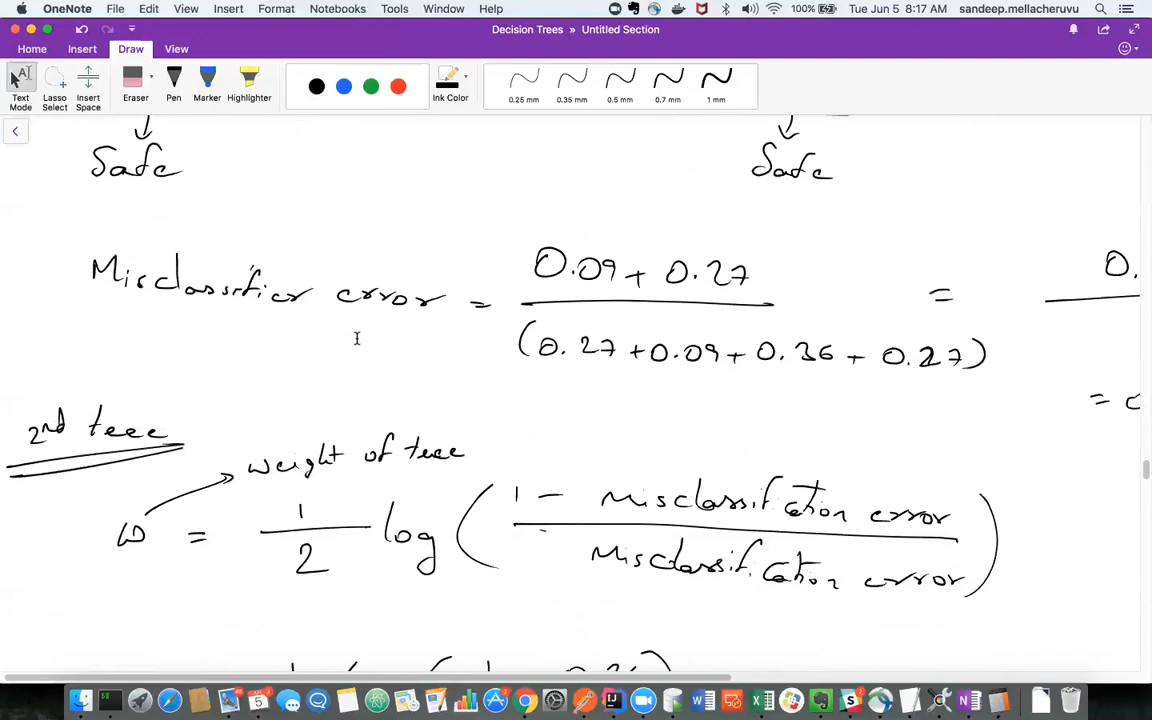 OneNote File Edit View Insert Format Notebooks Tools Window Help 100% Tue Jun 5 8:17 AM sandeep.mellacheruvu
Decision Trees » Untitled Section
Home Insert Draw View
Text Mode Lasso Select Insert Space Eraser Pen Marker Highlighter Ink Color 0.25 mm 0.35 mm 0.5 mm 0.7 mm 1 mm
Safe Safe
Misclassifier error = 0.09 + 0.27 / (0.27 + 0.09 + 0.36 + 0.27) = 0.
=
2nd tree
weight of tree
ω = 1/2 log ( 1 - Misclassification error / Misclassification error )